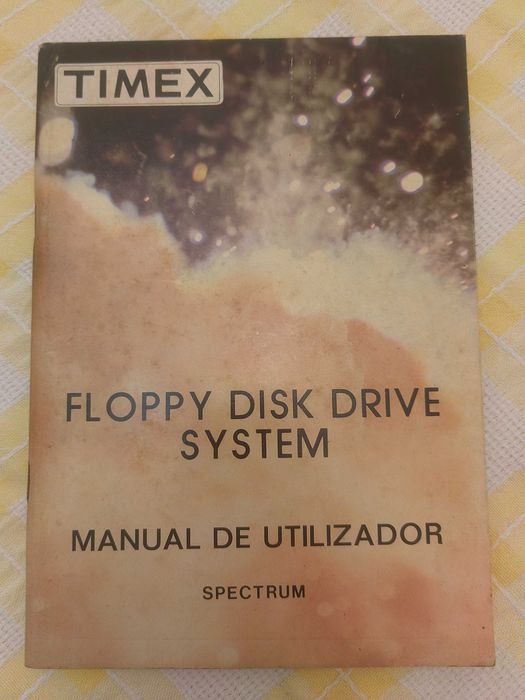 TIMEX
FLOPPY DISK DRIVE
SYSTEM
MANUAL DE UTILIZADOR
SPECTRUM